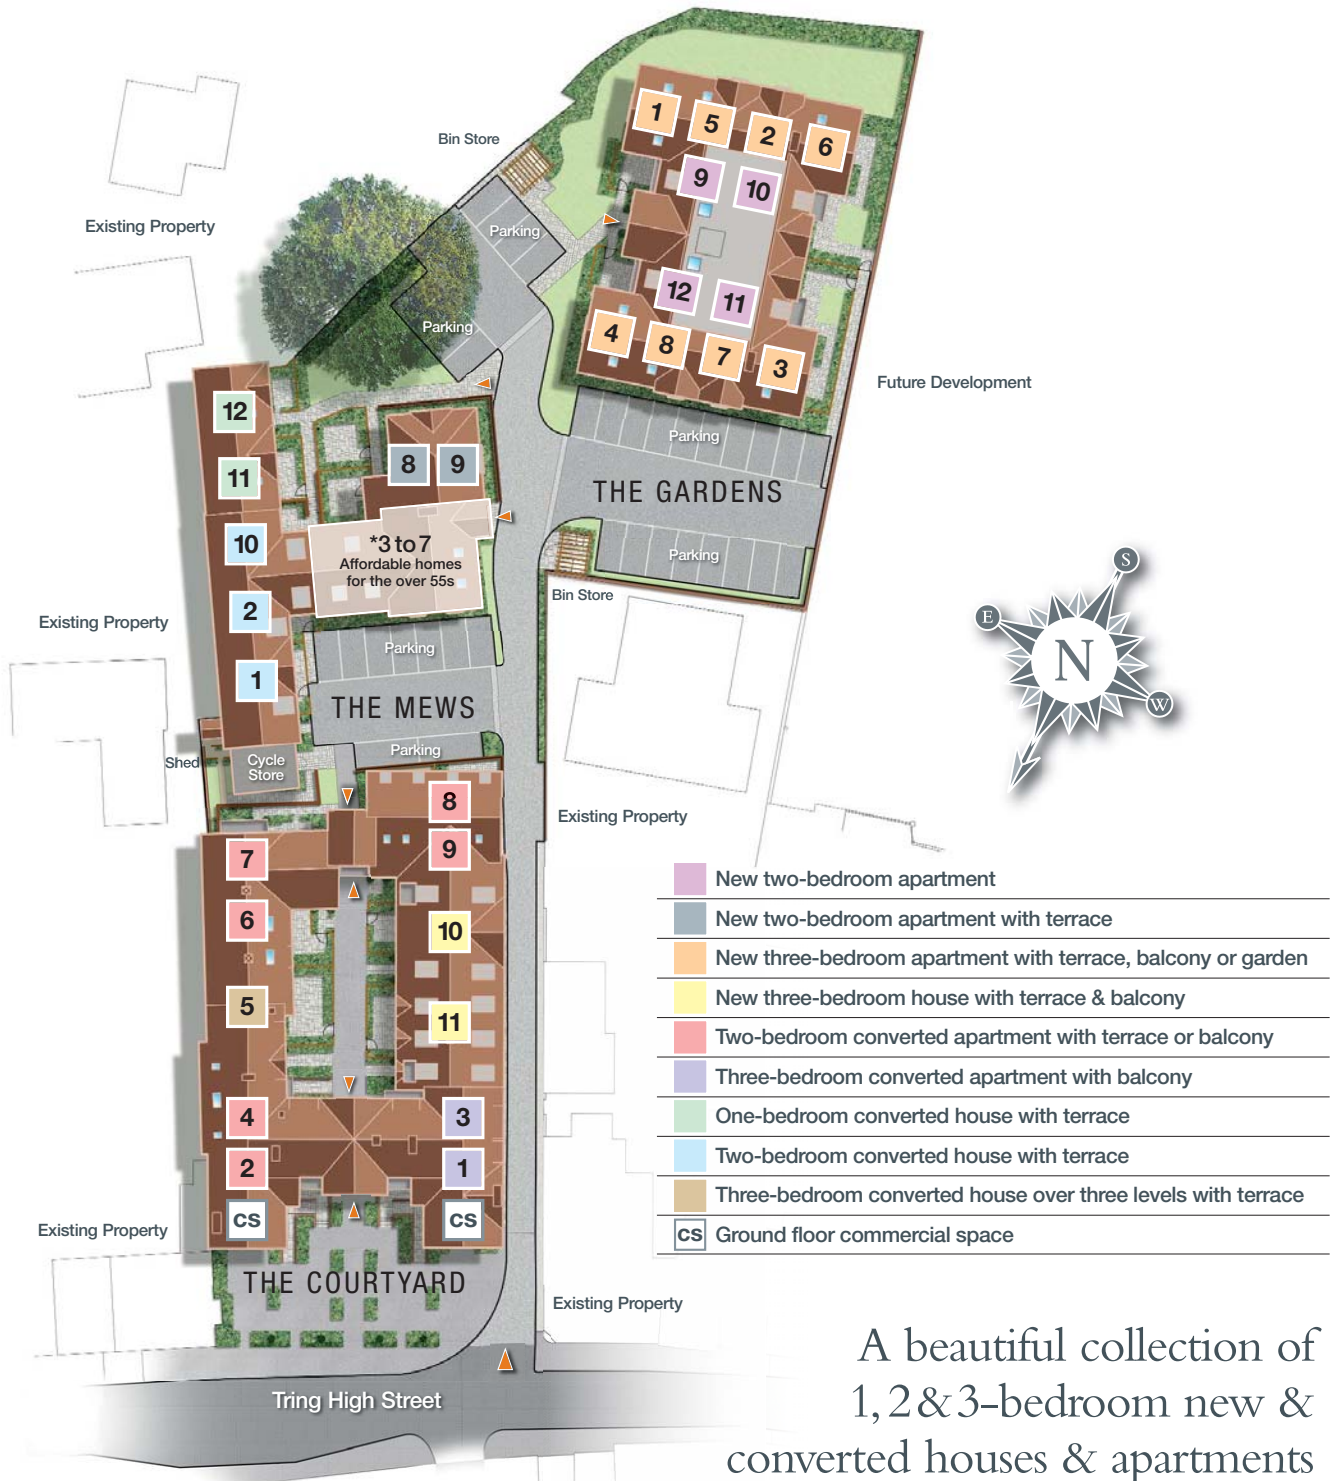 1
5
2
6
Bin Store
9
10
Existing Property
Parking
12
11
Parking
4
8
7
3
Future Development
12
Parking
8
9
11
THE GARDENS
10
*3 to 7
Affordable homes
for the over 55s
Parking
S
Bin Store
2
E
Existing Property
Parking
N
1
W
THE MEWS
Parking
Shed
Cycle
Store
8
Existing Property
9
7
6
10
5
11
4
3
2
1
CS
CS
Existing Property
THE COURTYARD
Existing Property
Tring High Street
New two-bedroom apartment
New two-bedroom apartment with terrace
New three-bedroom apartment with terrace, balcony or garden
New three-bedroom house with terrace & balcony
Two-bedroom converted apartment with terrace or balcony
Three-bedroom converted apartment with balcony
One-bedroom converted house with terrace
Two-bedroom converted house with terrace
Three-bedroom converted house over three levels with terrace
CS Ground floor commercial space
A beautiful collection of
1, 2 & 3-bedroom new &
converted houses & apartments